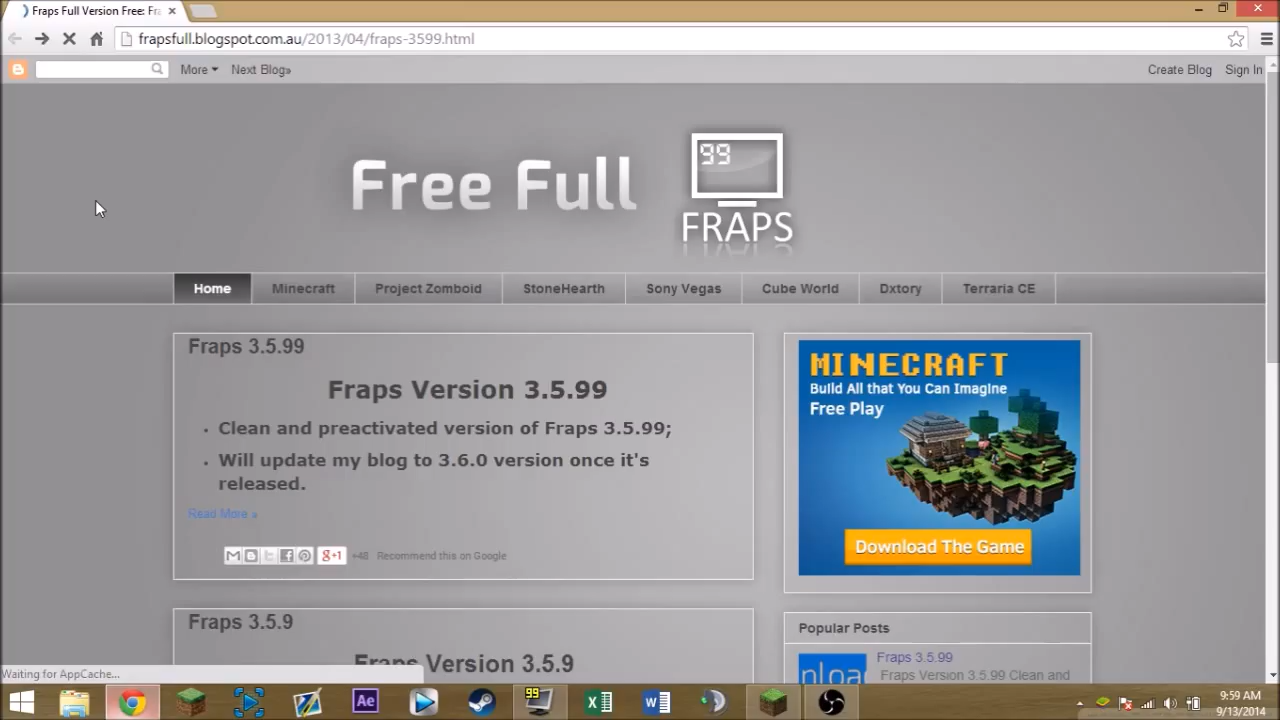 Fraps Full Version Free: Fra
frapsfull.blogspot.com.au/2013/04/fraps-3599.html
More Next Blog» Create Blog Sign In
Free Full
99
FRAPS
Home Minecraft Project Zomboid StoneHearth Sony Vegas Cube World Dxtory Terraria CE
Fraps 3.5.99
Fraps Version 3.5.99
• Clean and preactivated version of Fraps 3.5.99;
• Will update my blog to 3.6.0 version once it's
released.
Read More »
g+1 +48 Recommend this on Google
MINECRAFT
Build All that You Can Imagine
Free Play
Download The Game
Fraps 3.5.9
Fraps Version 3.5.9
Popular Posts
nloa
Fraps 3.5.99
Fraps Version 3.5.99 Clean and
Waiting for AppCache...
Ae
99
9:59 AM
9/13/2014